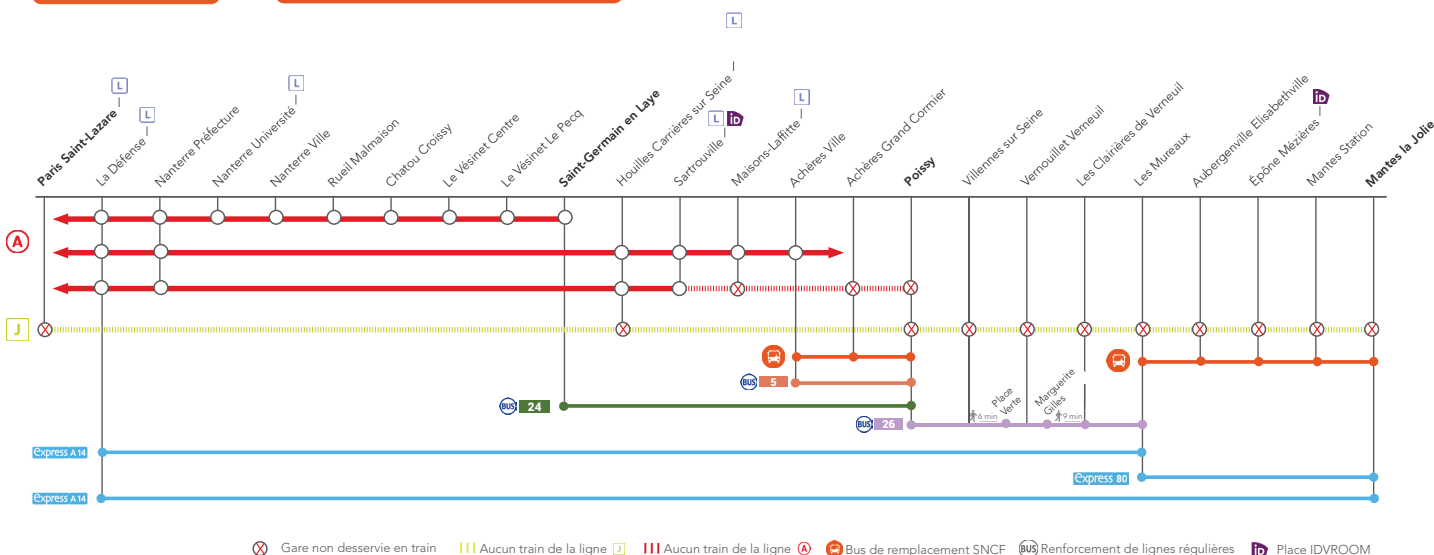 L
L
L
L
L
L iD
iD
Paris Saint-Lazare
La Défense
Nanterre Préfecture
Nanterre Université
Nanterre Ville
Rueil Malmaison
Chatou Croissy
Le Vésinet Centre
Le Vésinet Le Pecq
Saint-Germain en Laye
Houilles Carrières sur Seine
Sartrouville
Maisons-Laffitte
Achères Ville
Achères Grand Cormier
Poissy
Villennes sur Seine
Vernouillet Verneuil
Les Clairières de Verneuil
Les Mureaux
Aubergenville Elisabethville
Épône Mézières
Mantes Station
Mantes la Jolie
A
J
BUS 5
BUS 24
BUS 26
6 min
Place
Verte
Marguerite
Gilles
9 min
express A14
express 80
express A14
Gare non desservie en train
Aucun train de la ligne J
Aucun train de la ligne A
Bus de remplacement SNCF
BUS Renforcement de lignes régulières
iD Place IDVROOM